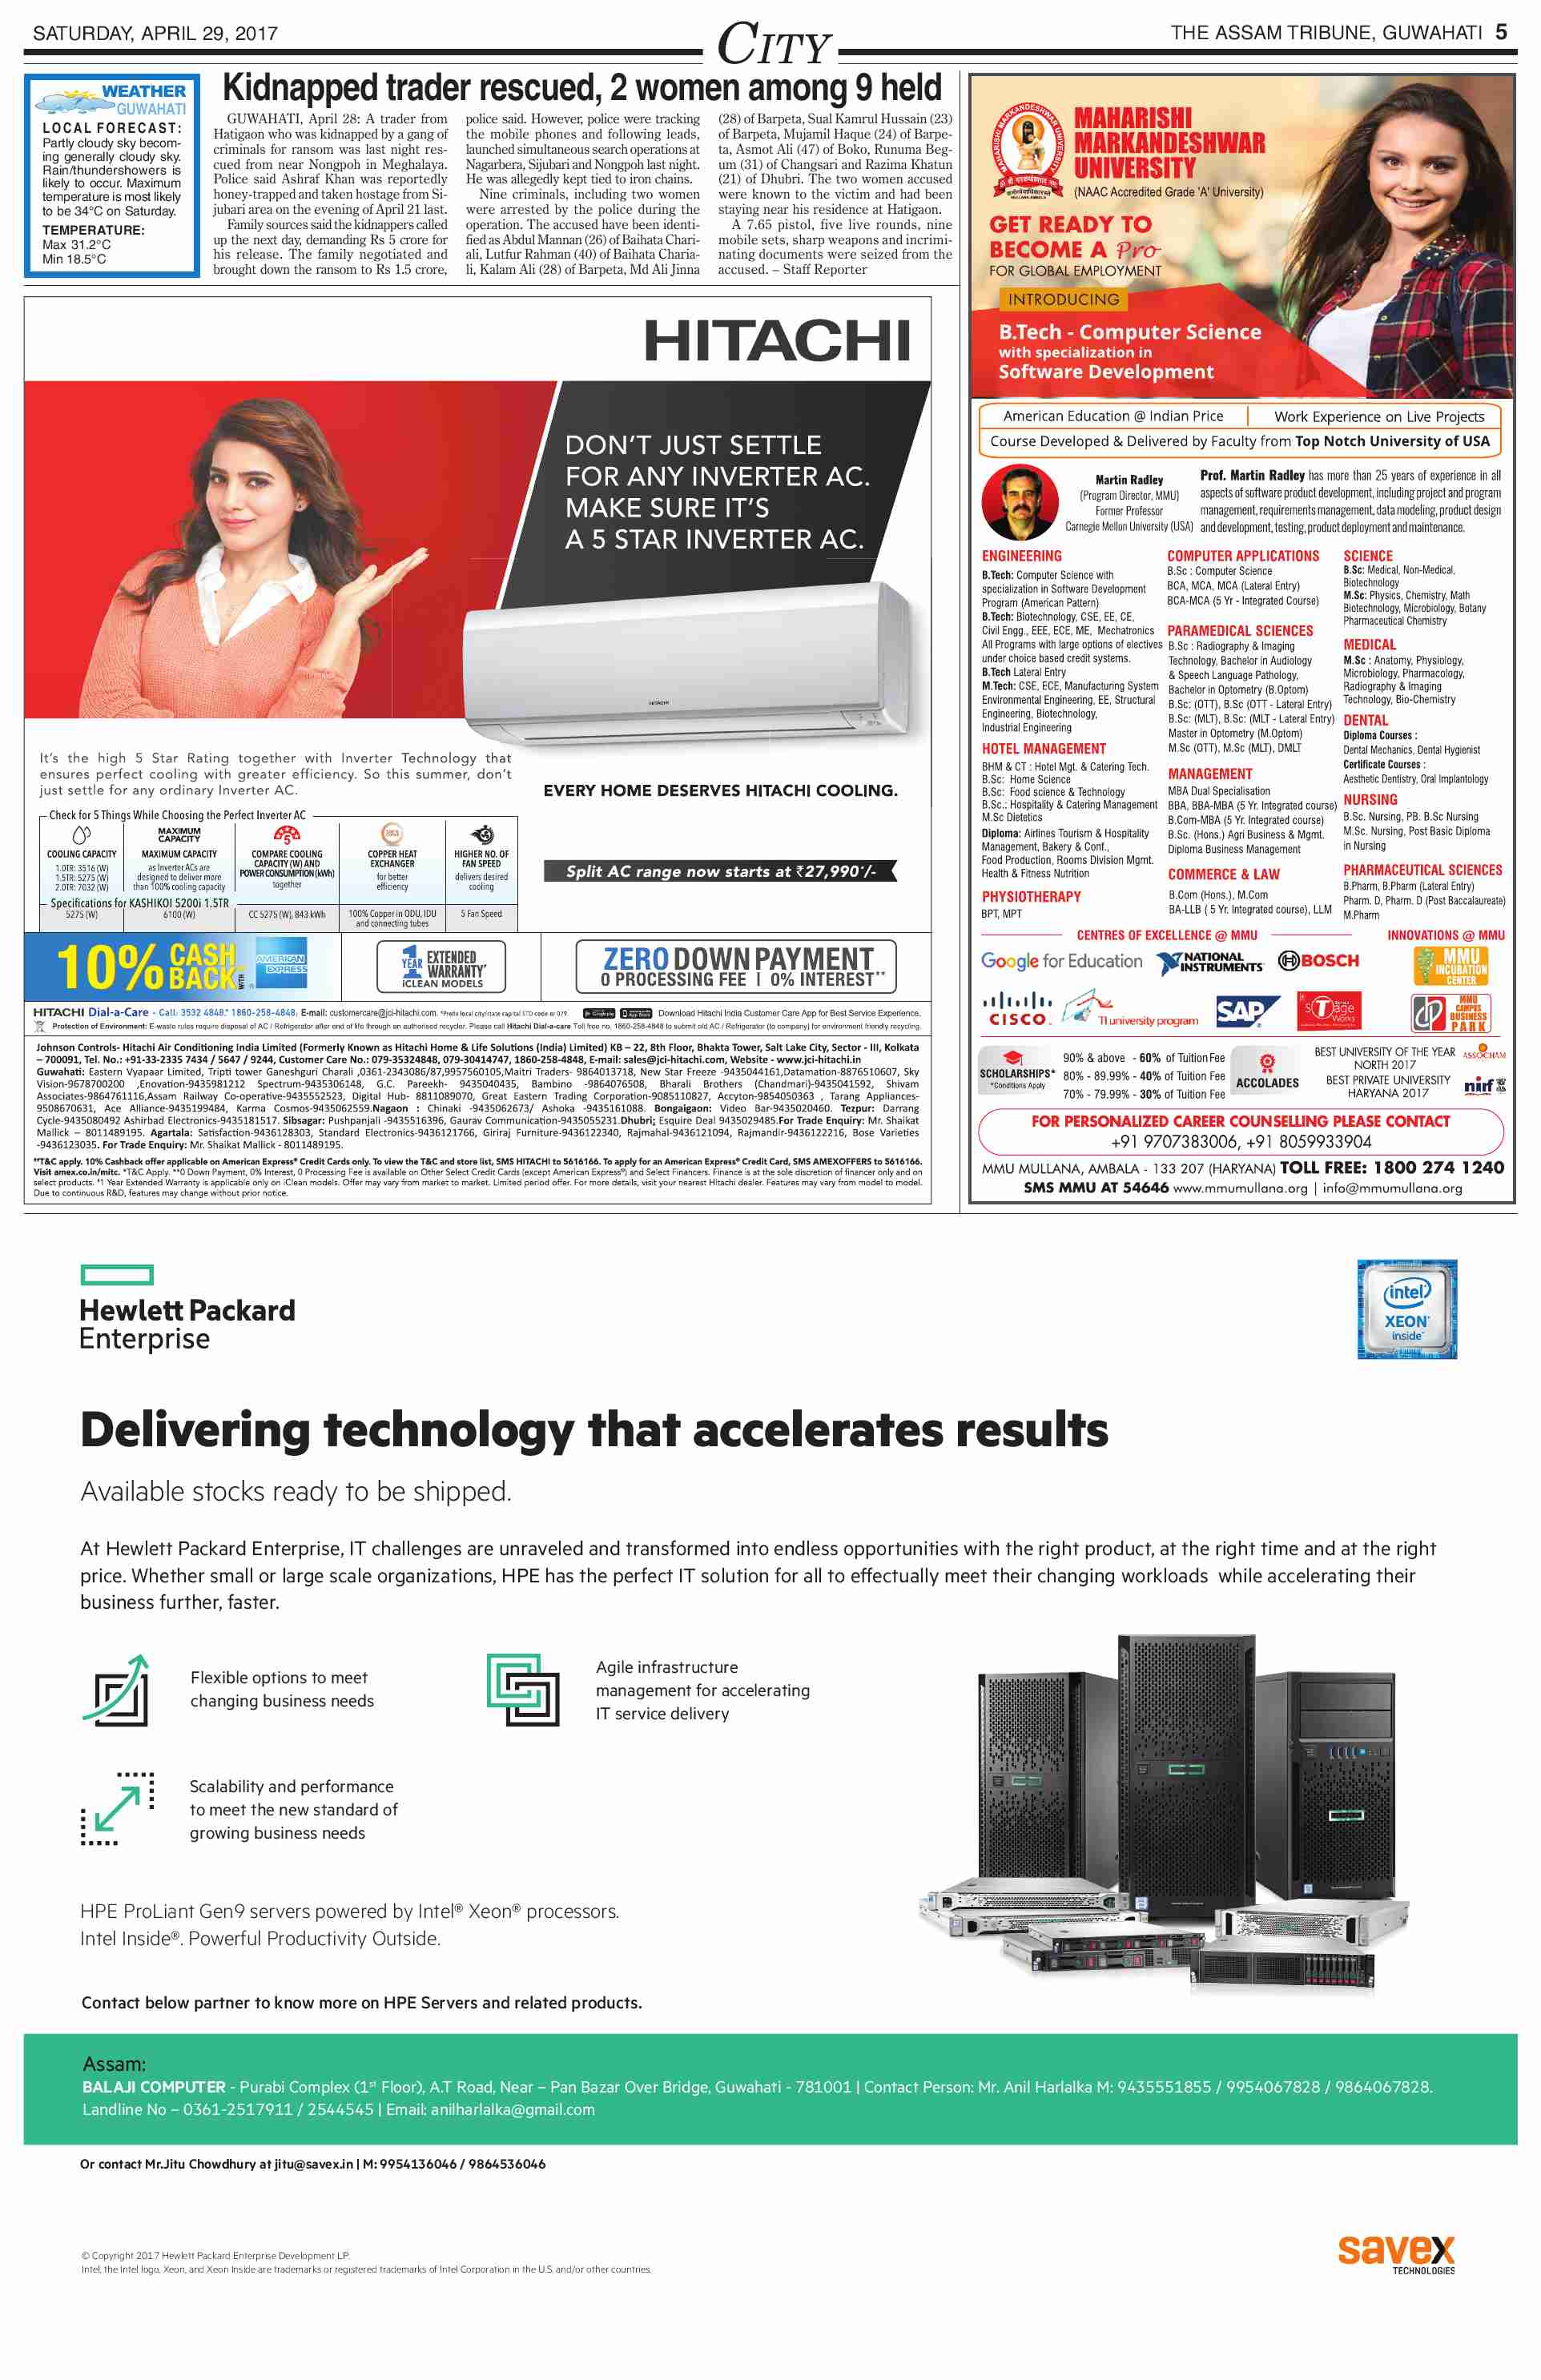 SATURDAY, APRIL 29, 2017
CITY
THE ASSAM TRIBUNE, GUWAHATI 5
WEATHER
GUWAHATI
LOCAL FORECAST:
Partly cloudy sky becom-
ing generally cloudy sky.
Rain/thundershowers is
likely to occur. Maximum
temperature is most likely
to be 34°C on Saturday.
TEMPERATURE:
Max 31.2°C
Min 18.5°C
Kidnapped trader rescued, 2 women among 9 held
GUWAHATI, April 28: A trader from
Hatigaon who was kidnapped by a gang of
criminals for ransom was last night res-
cued from near Nongpoh in Meghalaya.
Police said Ashraf Khan was reportedly
honey-trapped and taken hostage from Si-
jubari area on the evening of April 21 last.
Family sources said the kidnappers called
up the next day, demanding Rs 5 crore for
his release. The family negotiated and
brought down the ransom to Rs 1.5 crore,
police said. However, police were tracking
the mobile phones and following leads,
launched simultaneous search operations at
Nagarbera, Sijubari and Nongpoh last night.
He was allegedly kept tied to iron chains.
Nine criminals, including two women
were arrested by the police during the
operation. The accused have been identi-
fied as Abdul Mannan (26) of Baihata Chari-
ali, Lutfur Rahman (40) of Baihata Charia-
li, Kalam Ali (28) of Barpeta, Md Ali Jinna
(28) of Barpeta, Sual Kamrul Hussain (23)
of Barpeta, Mujamil Haque (24) of Barpe-
ta, Asmot Ali (47) of Boko, Runuma Beg-
um (31) of Changsari and Razima Khatun
(21) of Dhubri. The two women accused
were known to the victim and had been
staying near his residence at Hatigaon.
A 7.65 pistol, five live rounds, nine
mobile sets, sharp weapons and incrimi-
nating documents were seized from the
accused. – Staff Reporter
HITACHI
DON'T JUST SETTLE
FOR ANY INVERTER AC.
MAKE SURE IT'S
A 5 STAR INVERTER AC.
HITACHI
It's the high 5 Star Rating together with Inverter Technology that
ensures perfect cooling with greater efficiency. So this summer, don't
just settle for any ordinary Inverter AC.
EVERY HOME DESERVES HITACHI COOLING.
Check for 5 Things While Choosing the Perfect Inverter AC
COOLING CAPACITY
1.0TR: 3516 (W)
1.5TR: 5275 (W)
2.0TR: 7032 (W)
MAXIMUM CAPACITY
MAXIMUM CAPACITY
as Inverter ACs are
designed to deliver more
than 100% cooling capacity
COMPARE COOLING
CAPACITY (W) AND
POWER CONSUMPTION (kWh)
together
COPPER HEAT
EXCHANGER
for better
efficiency
HIGHER NO. OF
FAN SPEED
delivers desired
cooling
Specifications for KASHIKOI 5200i 1.5TR
5275 (W)
6100 (W)
CC 5275 (W), 843 kWh
100% Copper in ODU, IDU
and connecting tubes
5 Fan Speed
Split AC range now starts at ₹27,990*/-
10% CASH BACK** WITH
AMERICAN EXPRESS
1 YEAR EXTENDED
WARRANTY*
iCLEAN MODELS
ZERO DOWN PAYMENT
0 PROCESSING FEE | 0% INTEREST**
HITACHI Dial-a-Care - Call: 3532 4848,* 1860-258-4848; E-mail: customercare@jci-hitachi.com. *Prefix local city/state capital STD code or 079. Download Hitachi India Customer Care App for Best Service Experience.
Protection of Environment: E-waste rules require disposal of AC / Refrigerator after end of life through an authorised recycler. Please call Hitachi Dial-a-care Toll free no. 1860-258-4848 to submit old AC / Refrigerator (to company) for environment friendly recycling.
Johnson Controls- Hitachi Air Conditioning India Limited (Formerly Known as Hitachi Home & Life Solutions (India) Limited) KB – 22, 8th Floor, Bhakta Tower, Salt Lake City, Sector - III, Kolkata
– 700091, Tel. No.: +91-33-2335 7434 / 5647 / 9244, Customer Care No.: 079-35324848, 079-30414747, 1860-258-4848, E-mail: sales@jci-hitachi.com, Website - www.jci-hitachi.in
Guwahati: Eastern Vyapaar Limited, Tripti tower Ganeshguri Charali ,0361-2343086/87,9957560105,Maitri Traders- 9864013718, New Star Freeze -9435044161,Datamation-8876510607, Sky
Vision-9678700200 ,Enovation-9435981212 Spectrum-9435306148, G.C. Pareekh- 9435040435, Bambino -9864076508, Bharali Brothers (Chandmari)-9435041592, Shivam
Associates-9864761116,Assam Railway Co-operative-9435552523, Digital Hub- 8811089070, Great Eastern Trading Corporation-9085110827, Accyton-9854050363 , Tarang Appliances-
9508670631, Ace Alliance-9435199484, Karma Cosmos-9435062559.Nagaon : Chinaki -9435062673/ Ashoka -9435161088. Bongaigaon: Video Bar-9435020460. Tezpur: Darrang
Cycle-9435080492 Ashirbad Electronics-9435181517. Sibsagar: Pushpanjali -9435516396, Gaurav Communication-9435055231.Dhubri; Esquire Deal 9435029485.For Trade Enquiry: Mr. Shaikat
Mallick – 8011489195. Agartala: Satisfaction-9436128303, Standard Electronics-9436121766, Giriraj Furniture-9436122340, Rajmahal-9436121094, Rajmandir-9436122216, Bose Varieties
-9436123035. For Trade Enquiry: Mr. Shaikat Mallick - 8011489195.
**T&C apply. 10% Cashback offer applicable on American Express® Credit Cards only. To view the T&C and store list, SMS HITACHI to 5616166. To apply for an American Express® Credit Card, SMS AMEXOFFERS to 5616166.
Visit amex.co.in/mitc. *T&C Apply. **0 Down Payment, 0% Interest, 0 Processing Fee is available on Other Select Credit Cards (except American Express®) and Select Financers. Finance is at the sole discretion of financer only and on
select products. *1 Year Extended Warranty is applicable only on iClean models. Offer may vary from market to market. Limited period offer. For more details, visit your nearest Hitachi dealer. Features may vary from model to model.
Due to continuous R&D, features may change without prior notice.
MAHARISHI
MARKANDESHWAR
UNIVERSITY
(NAAC Accredited Grade 'A' University)
GET READY TO
BECOME A Pro
FOR GLOBAL EMPLOYMENT
INTRODUCING
B.Tech - Computer Science
with specialization in
Software Development
American Education @ Indian Price | Work Experience on Live Projects
Course Developed & Delivered by Faculty from Top Notch University of USA
Martin Radley
(Program Director, MMU)
Former Professor
Carnegie Mellon University (USA)
Prof. Martin Radley has more than 25 years of experience in all
aspects of software product development, including project and program
management, requirements management, data modeling, product design
and development, testing, product deployment and maintenance.
ENGINEERING
B.Tech: Computer Science with
specialization in Software Development
Program (American Pattern)
B.Tech: Biotechnology, CSE, EE, CE,
Civil Engg., EEE, ECE, ME, Mechatronics
All Programs with large options of electives
under choice based credit systems.
B.Tech Lateral Entry
M.Tech: CSE, ECE, Manufacturing System
Environmental Engineering, EE, Structural
Engineering, Biotechnology,
Industrial Engineering
HOTEL MANAGEMENT
BHM & CT : Hotel Mgt. & Catering Tech.
B.Sc: Home Science
B.Sc: Food science & Technology
B.Sc.: Hospitality & Catering Management
M.Sc Dietetics
Diploma: Airlines Tourism & Hospitality
Management, Bakery & Conf.,
Food Production, Rooms Division Mgmt.
Health & Fitness Nutrition
PHYSIOTHERAPY
BPT, MPT
COMPUTER APPLICATIONS
B.Sc : Computer Science
BCA, MCA, MCA (Lateral Entry)
BCA-MCA (5 Yr - Integrated Course)
PARAMEDICAL SCIENCES
B.Sc : Radiography & Imaging
Technology, Bachelor in Audiology
& Speech Language Pathology,
Bachelor in Optometry (B.Optom)
B.Sc: (OTT), B.Sc (OTT - Lateral Entry)
B.Sc: (MLT), B.Sc: (MLT - Lateral Entry)
Master in Optometry (M.Optom)
M.Sc (OTT), M.Sc (MLT), DMLT
MANAGEMENT
MBA Dual Specialisation
BBA, BBA-MBA (5 Yr. Integrated course)
B.Com-MBA (5 Yr. Integrated course)
B.Sc. (Hons.) Agri Business & Mgmt.
Diploma Business Management
COMMERCE & LAW
B.Com (Hons.), M.Com
BA-LLB ( 5 Yr. Integrated course), LLM
SCIENCE
B.Sc: Medical, Non-Medical,
Biotechnology
M.Sc: Physics, Chemistry, Math
Biotechnology, Microbiology, Botany
Pharmaceutical Chemistry
MEDICAL
M.Sc : Anatomy, Physiology,
Microbiology, Pharmacology,
Radiography & Imaging
Technology, Bio-Chemistry
DENTAL
Diploma Courses :
Dental Mechanics, Dental Hygienist
Certificate Courses :
Aesthetic Dentistry, Oral Implantology
NURSING
B.Sc. Nursing, PB. B.Sc Nursing
M.Sc. Nursing, Post Basic Diploma
in Nursing
PHARMACEUTICAL SCIENCES
B.Pharm, B.Pharm (Lateral Entry)
Pharm. D, Pharm. D (Post Baccalaureate)
M.Pharm
CENTRES OF EXCELLENCE @ MMU
INNOVATIONS @ MMU
Google for Education
NATIONAL INSTRUMENTS
BOSCH
MMU INCUBATION CENTER
CISCO
TI university program
SAP
STageWorks
MMU CAMPUS BUSINESS PARK
SCHOLARSHIPS*
*Conditions Apply
90% & above - 60% of Tuition Fee
80% - 89.99% - 40% of Tuition Fee
70% - 79.99% - 30% of Tuition Fee
ACCOLADES
BEST UNIVERSITY OF THE YEAR
NORTH 2017
ASSOCHAM
BEST PRIVATE UNIVERSITY
HARYANA 2017
nirf
FOR PERSONALIZED CAREER COUNSELLING PLEASE CONTACT
+91 9707383006, +91 8059933904
MMU MULLANA, AMBALA - 133 207 (HARYANA) TOLL FREE: 1800 274 1240
SMS MMU AT 54646 www.mmumullana.org | info@mmumullana.org
Hewlett Packard
Enterprise
intel
XEON
inside
Delivering technology that accelerates results
Available stocks ready to be shipped.
At Hewlett Packard Enterprise, IT challenges are unraveled and transformed into endless opportunities with the right product, at the right time and at the right
price. Whether small or large scale organizations, HPE has the perfect IT solution for all to effectually meet their changing workloads while accelerating their
business further, faster.
Flexible options to meet
changing business needs
Agile infrastructure
management for accelerating
IT service delivery
Scalability and performance
to meet the new standard of
growing business needs
HPE ProLiant Gen9 servers powered by Intel® Xeon® processors.
Intel Inside®. Powerful Productivity Outside.
Contact below partner to know more on HPE Servers and related products.
Assam:
BALAJI COMPUTER - Purabi Complex (1st Floor), A.T Road, Near – Pan Bazar Over Bridge, Guwahati - 781001 | Contact Person: Mr. Anil Harlalka M: 9435551855 / 9954067828 / 9864067828.
Landline No – 0361-2517911 / 2544545 | Email: anilharlalka@gmail.com
Or contact Mr.Jitu Chowdhury at jitu@savex.in | M: 9954136046 / 9864536046
© Copyright 2017 Hewlett Packard Enterprise Development LP.
Intel, the Intel logo, Xeon, and Xeon Inside are trademarks or registered trademarks of Intel Corporation in the U.S. and/or other countries.
savex
TECHNOLOGIES